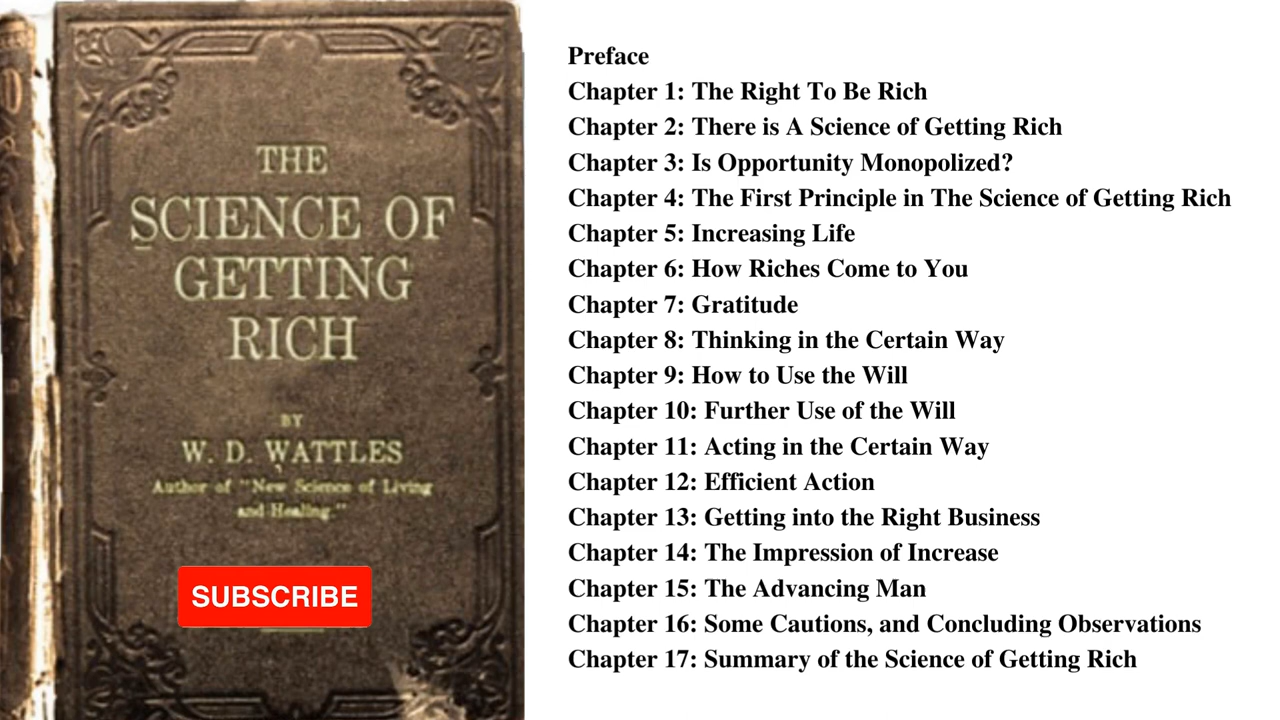 THE
SCIENCE OF
GETTING
RICH
BY
W. D. WATTLES
Author of "New Science of Living
and Healing."
SUBSCRIBE
Preface
Chapter 1: The Right To Be Rich
Chapter 2: There is A Science of Getting Rich
Chapter 3: Is Opportunity Monopolized?
Chapter 4: The First Principle in The Science of Getting Rich
Chapter 5: Increasing Life
Chapter 6: How Riches Come to You
Chapter 7: Gratitude
Chapter 8: Thinking in the Certain Way
Chapter 9: How to Use the Will
Chapter 10: Further Use of the Will
Chapter 11: Acting in the Certain Way
Chapter 12: Efficient Action
Chapter 13: Getting into the Right Business
Chapter 14: The Impression of Increase
Chapter 15: The Advancing Man
Chapter 16: Some Cautions, and Concluding Observations
Chapter 17: Summary of the Science of Getting Rich